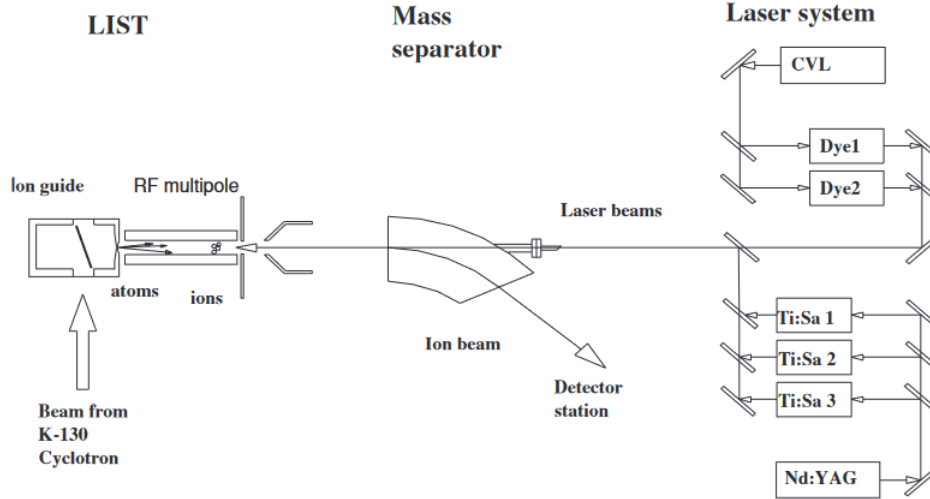 LIST
Mass
separator
Laser system
CVL
Dye1
Dye2
Ion guide
RF multipole
Laser beams
atoms
ions
Ti:Sa 1
Ti:Sa 2
Ti:Sa 3
Ion beam
Detector
station
Beam from
K-130
Cyclotron
Nd:YAG